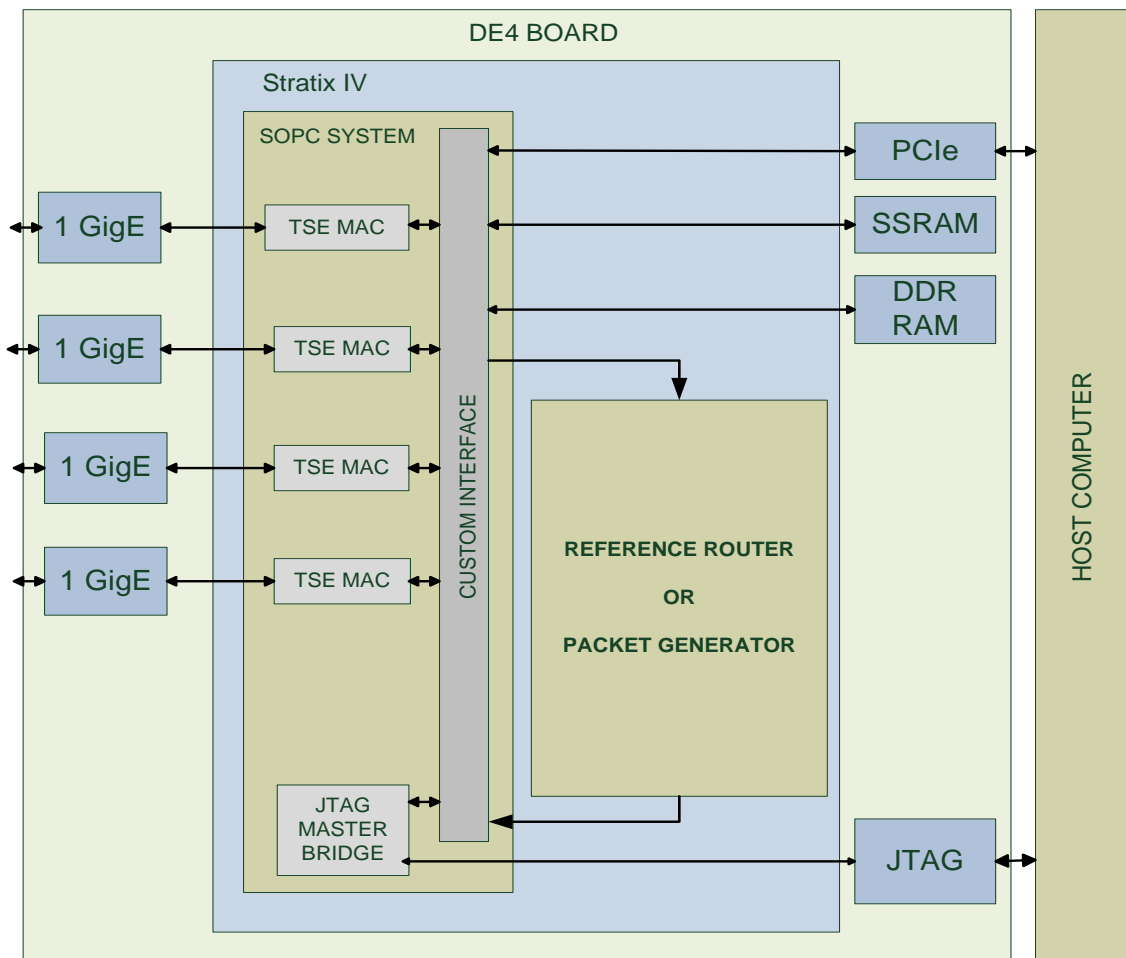 DE4 BOARD
Stratix IV
SOPC SYSTEM
1 GigE
TSE MAC
1 GigE
TSE MAC
1 GigE
TSE MAC
1 GigE
TSE MAC
JTAG
MASTER
BRIDGE
CUSTOM INTERFACE
REFERENCE ROUTER
OR
PACKET GENERATOR
PCIe
SSRAM
DDR
RAM
JTAG
HOST COMPUTER